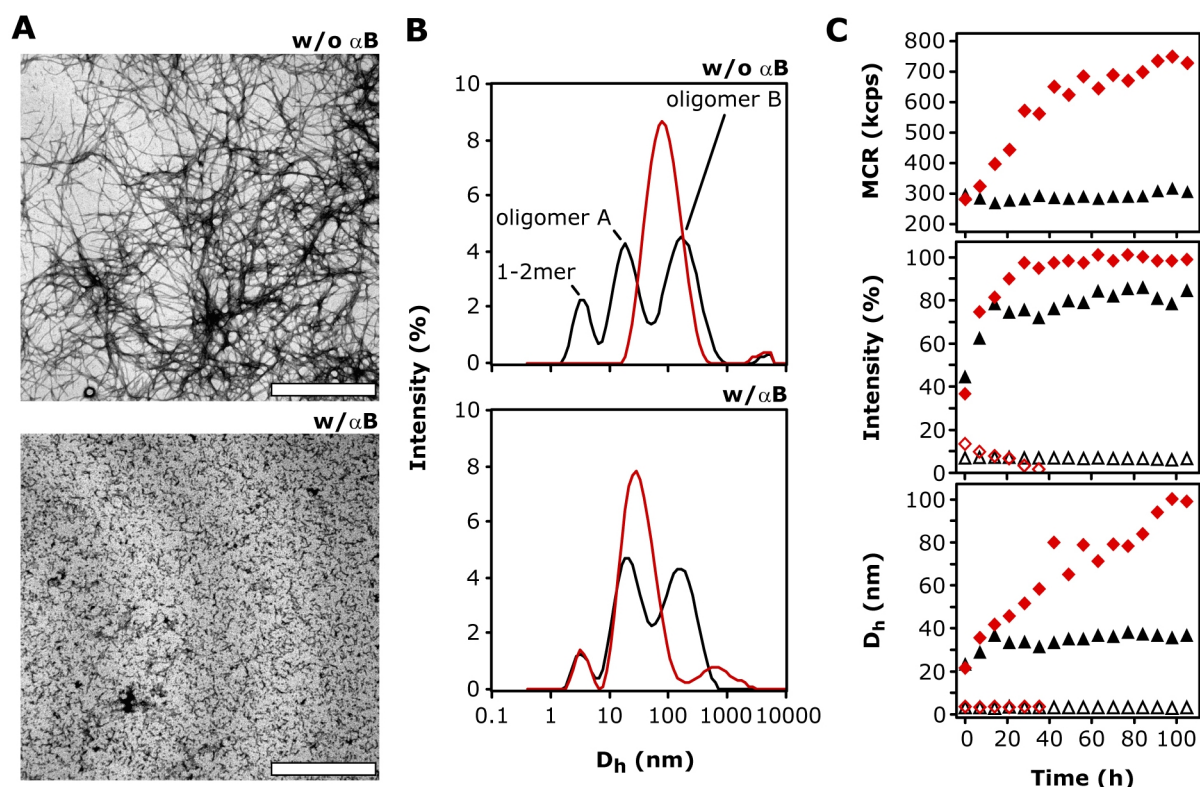 A
w/o αB
w/αB
B
w/o αB
10
oligomer B
8
6
oligomer A
4
1-2mer
2
0
w/αB
10
8
6
4
2
0
Intensity (%)
0.1 1 10 100 1000 10000
Dₕ (nm)
C
800
700
600
500
400
300
200
MCR (kcps)
100
80
60
40
20
0
Intensity (%)
100
80
60
40
20
0
Dₕ (nm)
0 20 40 60 80 100
Time (h)